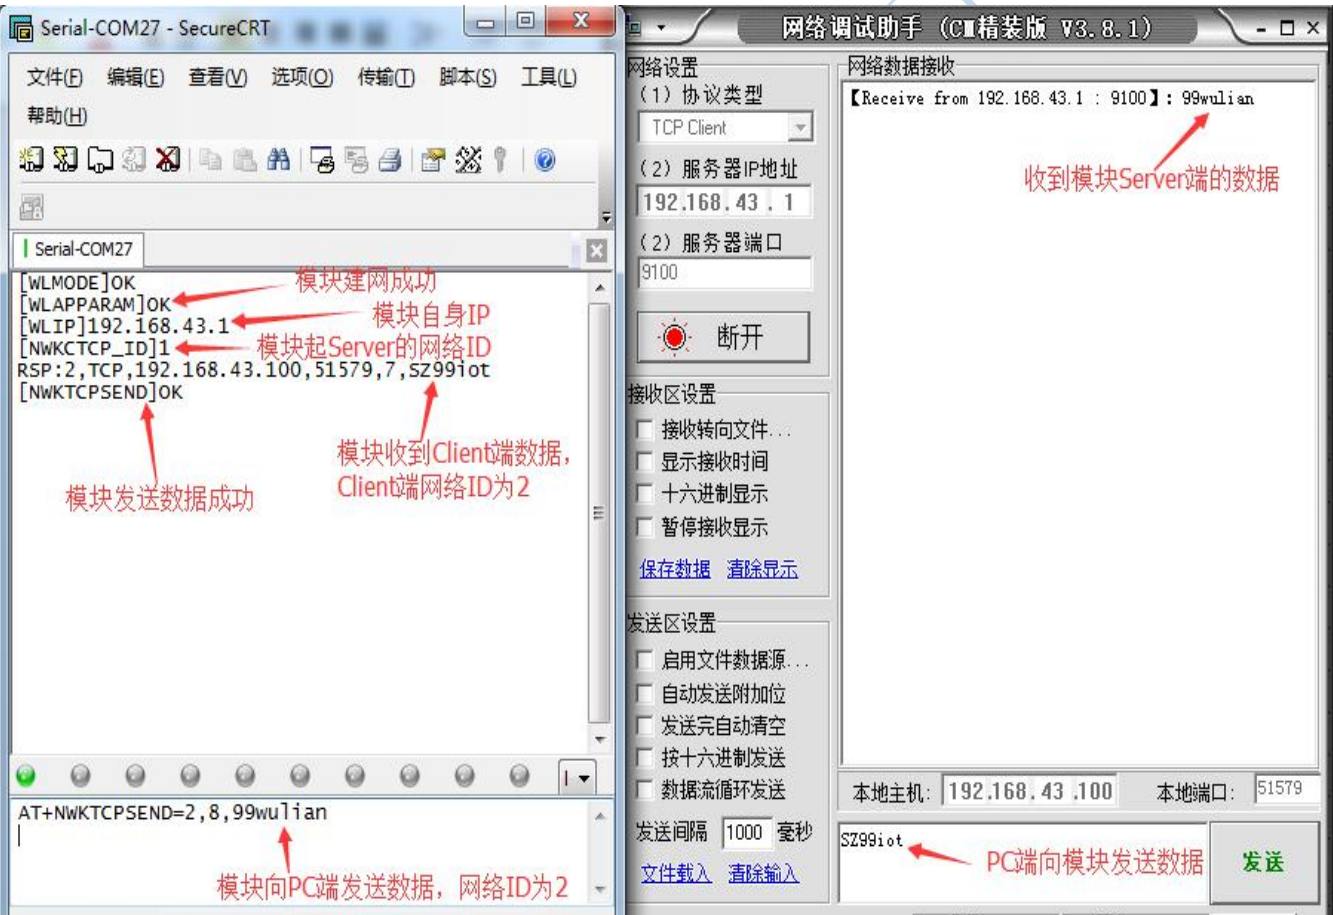 Serial-COM27 - SecureCRT
文件(F) 编辑(E) 查看(V) 选项(O) 传输(T) 脚本(S) 工具(L)
帮助(H)
Serial-COM27
[WLMODE]OK
模块建网成功
[WLAPPARAM]OK
模块自身IP
[WLIP]192.168.43.1
[NWKCTCP_ID]1
模块起Server的网络ID
RSP:2,TCP,192.168.43.100,51579,7,SZ99iot
[NWKTCPSEND]OK
模块收到Client端数据，
Client端网络ID为2
模块发送数据成功
AT+NWKTCPSEND=2,8,99wulian
模块向PC端发送数据，网络ID为2
网络调试助手 (CM精装版 V3.8.1)
网络设置
(1) 协议类型
TCP Client
(2) 服务器IP地址
192.168.43.1
(2) 服务器端口
9100
断开
接收区设置
接收转向文件...
显示接收时间
十六进制显示
暂停接收显示
保存数据 清除显示
发送区设置
启用文件数据源...
自动发送附加位
发送完自动清空
按十六进制发送
数据流循环发送
发送间隔 1000 毫秒
文件载入 清除输入
网络数据接收
【Receive from 192.168.43.1 : 9100】: 99wulian
收到模块Server端的数据
本地主机: 192.168.43.100 本地端口: 51579
SZ99iot
PC端向模块发送数据
发送